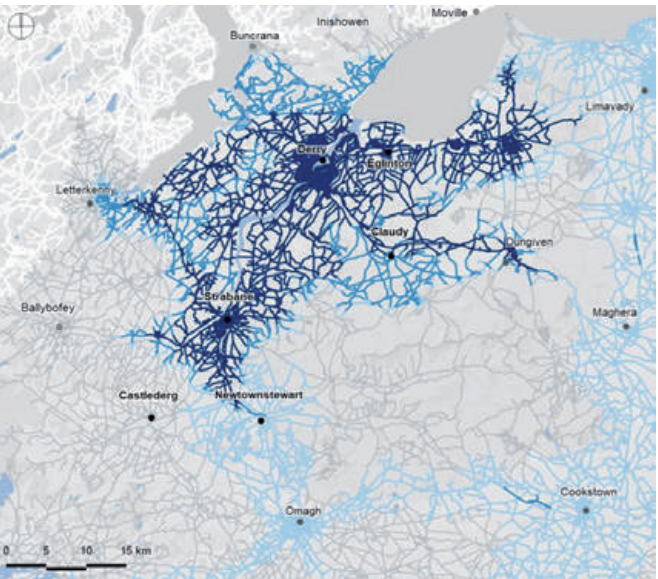 Moville
Inishowen
Buncrana
Limavady
Derry
Eglinton
Letterkenny
Claudy
Dungiven
Strabane
Ballybofey
Maghera
Castlederg
Newtownstewart
Cookstown
Omagh
0 5 10 15 km